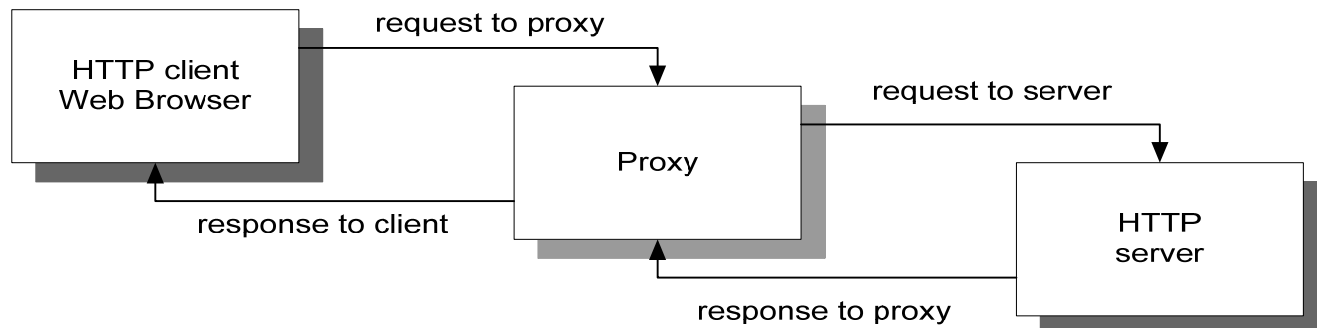 request to proxy
HTTP client
Web Browser
request to server
Proxy
response to client
HTTP
server
response to proxy